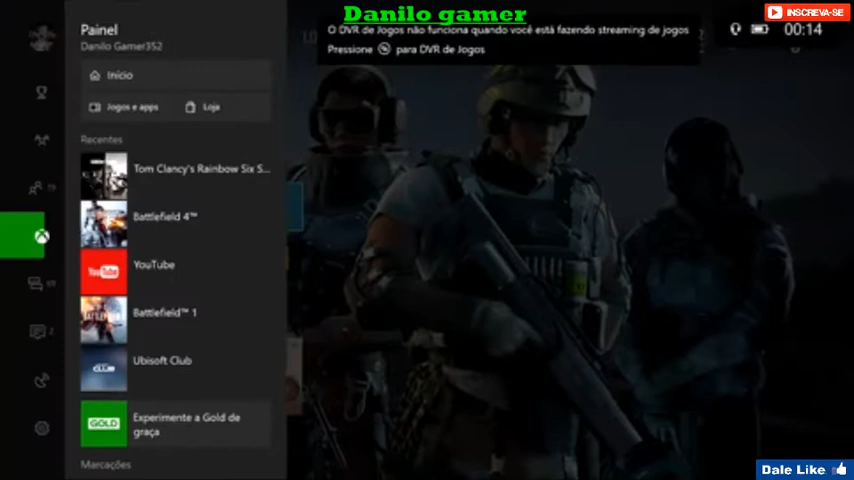 Danilo gamer
INSCREVA-SE
Painel
Danilo Gamer352
O DVR de Jogos não funciona quando você está fazendo streaming de jogos
Pressione para DVR de Jogos
00:14
Início
Jogos e apps
Loja
Recentes
Tom Clancy's Rainbow Six S...
Battlefield 4™
YouTube
YouTube
Battlefield™ 1
Ubisoft Club
CLUB
GOLD
Experimente a Gold de
graça
Marcações
Dale Like